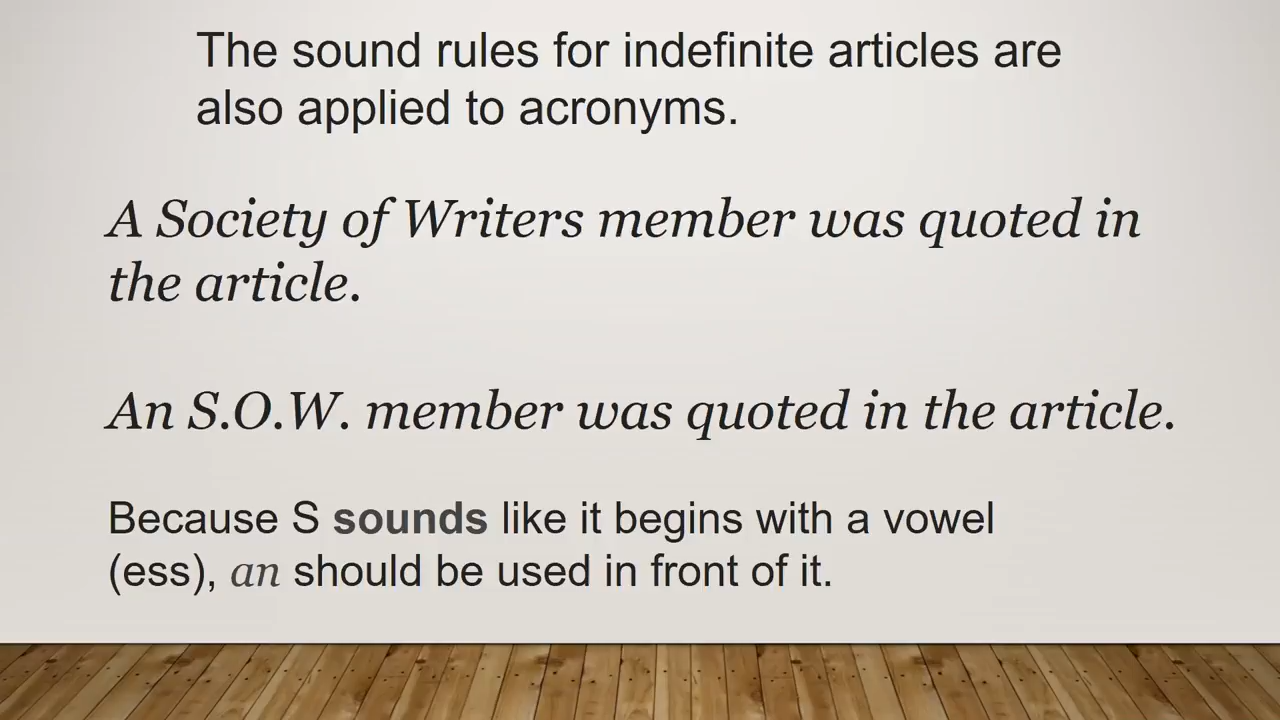 The sound rules for indefinite articles are
also applied to acronyms.
A Society of Writers member was quoted in
the article.
An S.O.W. member was quoted in the article.
Because S sounds like it begins with a vowel
(ess), an should be used in front of it.